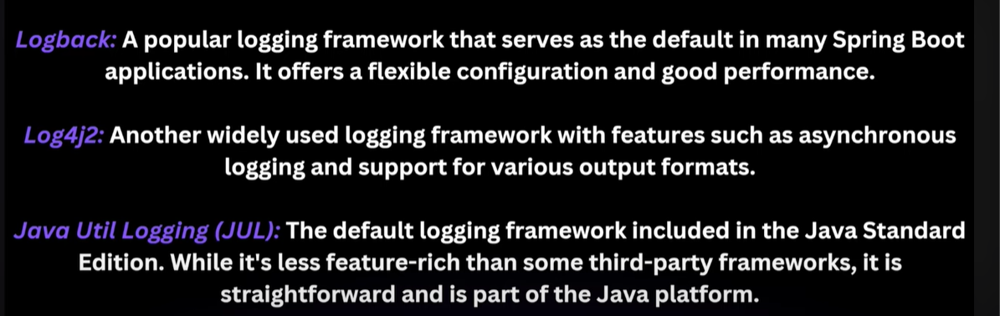 Logback: A popular logging framework that serves as the default in many Spring Boot
applications. It offers a flexible configuration and good performance.
Log4j2: Another widely used logging framework with features such as asynchronous
logging and support for various output formats.
Java Util Logging (JUL): The default logging framework included in the Java Standard
Edition. While it's less feature-rich than some third-party frameworks, it is
straightforward and is part of the Java platform.